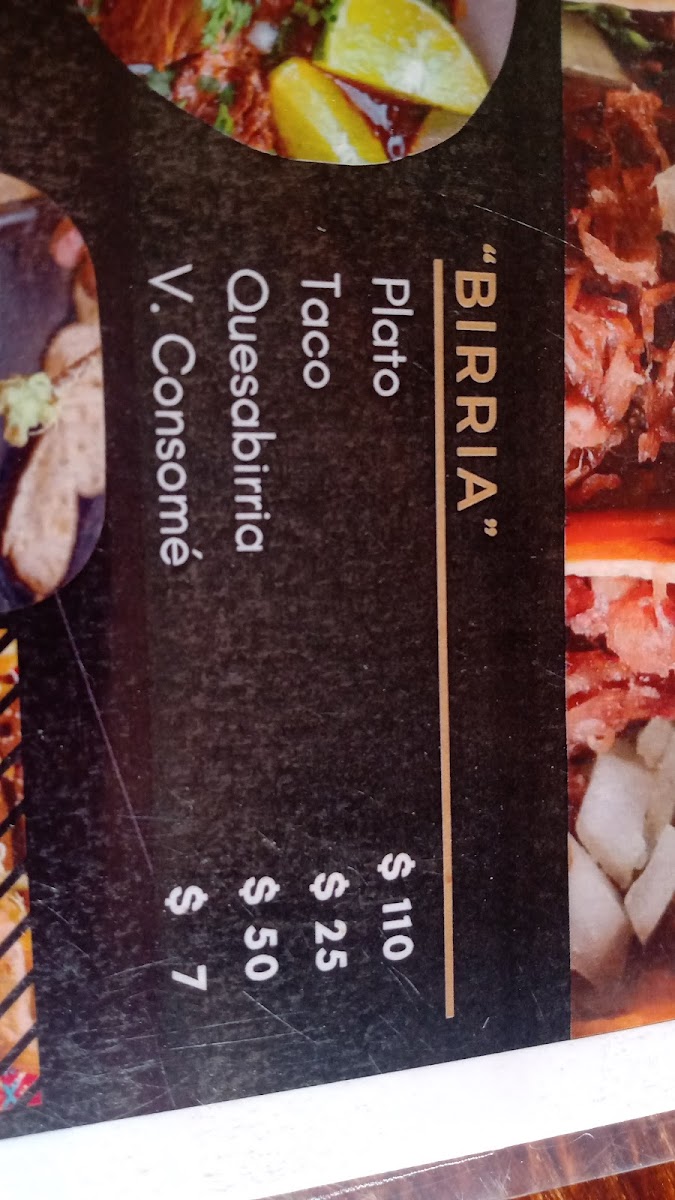 “BIRRIA”
Plato $ 110
Taco $ 25
Quesabirria $ 50
V. Consomé $ 7